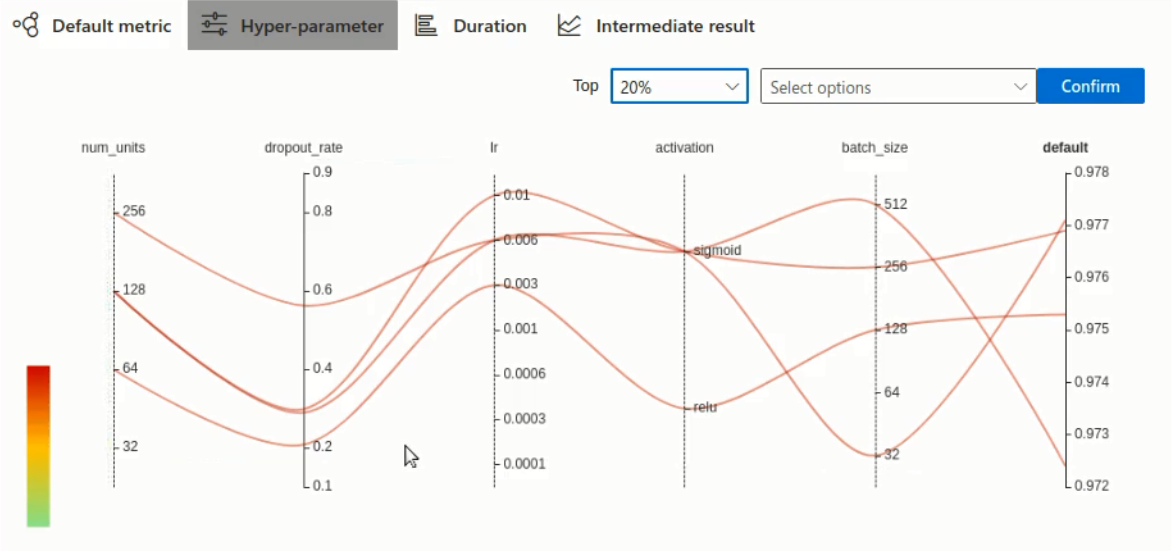 Default metric Hyper-parameter Duration Intermediate result
Top 20% Select options Confirm
num_units dropout_rate lr activation batch_size default
0.9 0.978
0.01
512
256 0.8
0.977
0.006
sigmoid
256
0.976
128 0.6 0.003
0.001 128 0.975
64 0.4 0.0006
0.974
64
relu
0.0003
0.973
32 0.2
32
0.0001
0.1 0.972